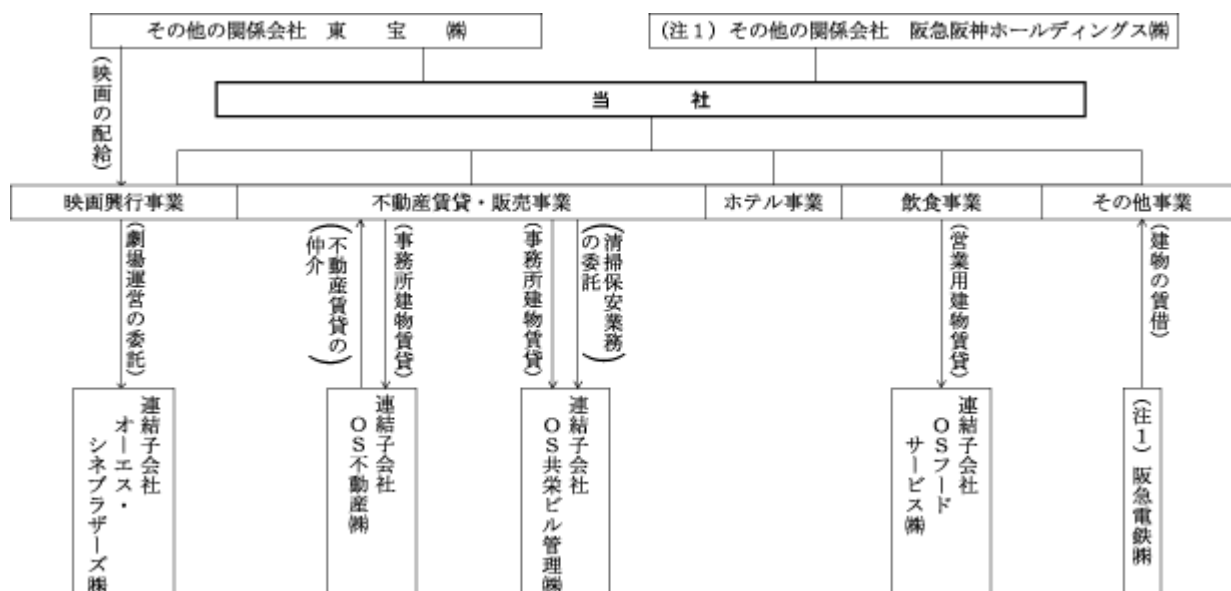 その他の関係会社　東　宝　㈱
(注１) その他の関係会社　阪急阪神ホールディングス㈱
(映画の配給)
当　社
映画興行事業
不動産賃貸・販売事業
ホテル事業
飲食事業
その他事業
(劇場運営の委託)
(不動産賃貸の
仲介)
(事務所建物賃貸)
(事務所建物賃貸)
(清掃保安業務
の委託)
(営業用建物賃貸)
(建物の賃借)
連結子会社
オーエス・
シネブラザーズ㈱
連結子会社
ＯＳ不動産㈱
連結子会社
ＯＳ共栄ビル管理㈱
連結子会社
ＯＳフード
サービス㈱
(注１) 阪急電鉄㈱